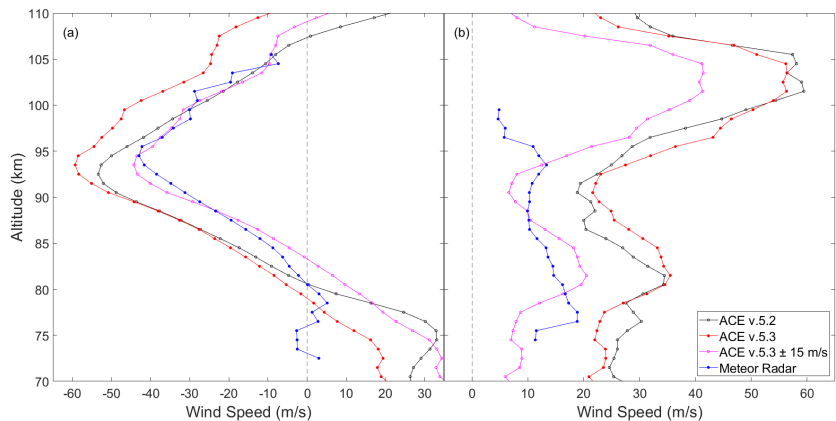 110
105
100
95
90
85
80
75
70
Altitude (km)
(a)
-60 -50 -40 -30 -20 -10 0 10 20 30
Wind Speed (m/s)
(b)
ACE v.5.2
ACE v.5.3
ACE v.5.3 ± 15 m/s
Meteor Radar
0 10 20 30 40 50 60
Wind Speed (m/s)